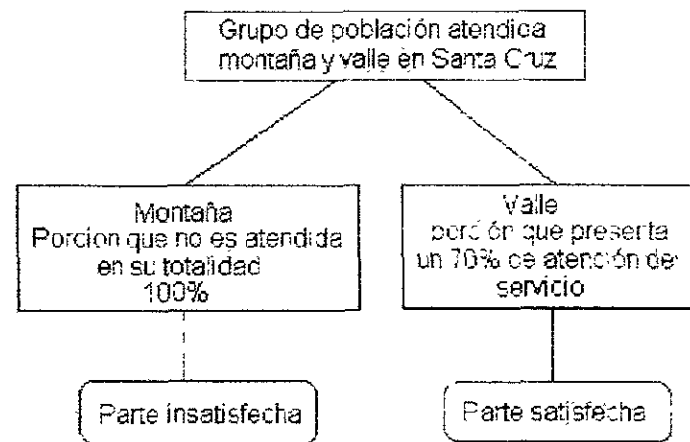 Grupo de población atendida
montaña y valle en Santa Cruz
Montaña
Porcion que no es atendida
en su totalidad
100%
Valle
porción que presenta
un 70% de atención del
servicio
Parte insatisfecha
Parte satisfecha